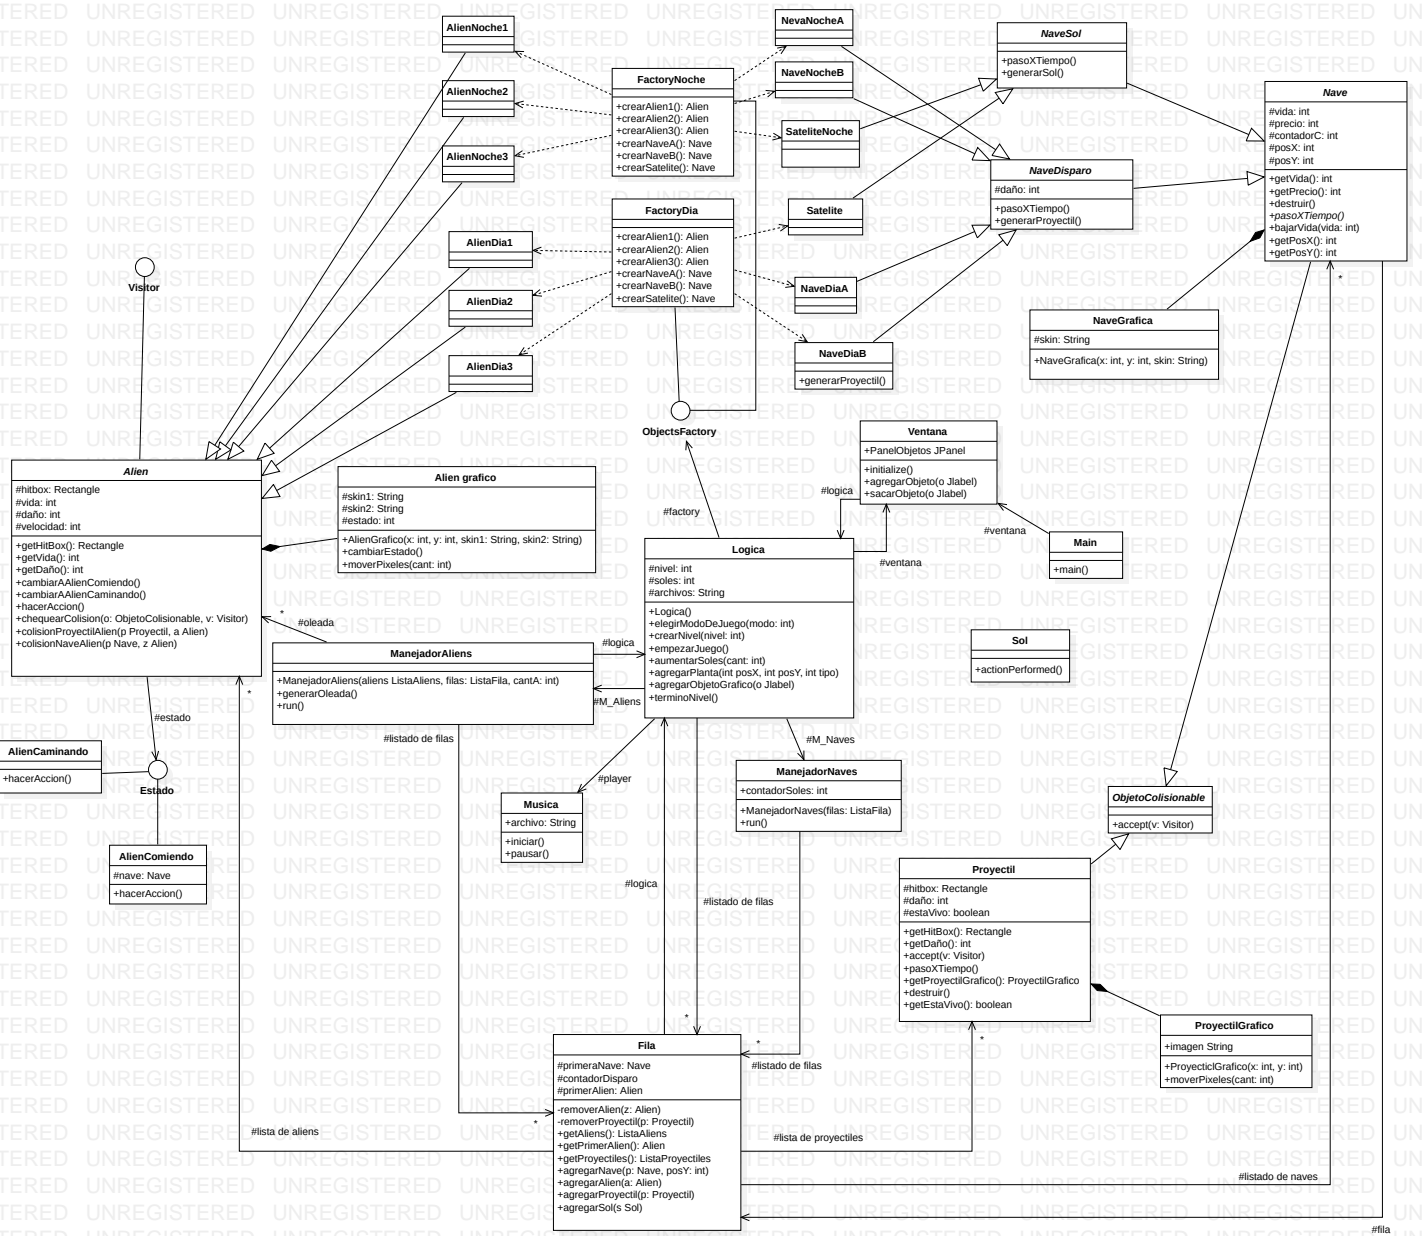 AlienNoche1
AlienNoche2
AlienNoche3
FactoryNoche
+crearAlien1(): Alien
+crearAlien2(): Alien
+crearAlien3(): Alien
+crearNaveA(): Nave
+crearNaveB(): Nave
+crearSatelite(): Nave
NevaNocheA
NaveNocheB
SateliteNoche
NaveSol
+pasoXTiempo()
+generarSol()
Nave
#vida: int
#precio: int
#contadorC: int
#posX: int
#posY: int
+getVida(): int
+getPrecio(): int
+destruir()
+pasoXTiempo()
+bajarVida(vida: int)
+getPosX(): int
+getPosY(): int
*
NaveDisparo
#daño: int
+pasoXTiempo()
+generarProyectil()
FactoryDia
+crearAlien1(): Alien
+crearAlien2(): Alien
+crearAlien3(): Alien
+crearNaveA(): Nave
+crearNaveB(): Nave
+crearSatelite(): Nave
Satelite
NaveDiaA
NaveDiaB
+generarProyectil()
AlienDia1
AlienDia2
AlienDia3
Visitor
NaveGrafica
#skin: String
+NaveGrafica(x: int, y: int, skin: String)
ObjectsFactory
#factory
Ventana
+PanelObjetos JPanel
+initialize()
+agregarObjeto(o Jlabel)
+sacarObjeto(o Jlabel)
#logica
#ventana
#ventana
Main
+main()
Alien
#hitbox: Rectangle
#vida: int
#daño: int
#velocidad: int
+getHitBox(): Rectangle
+getVida(): int
+getDaño(): int
+cambiarAAlienComiendo()
+cambiarAAlienCaminando()
+hacerAccion()
+chequearColision(o: ObjetoColisionable, v: Visitor)
+colisionProyectilAlien(p Proyectil, a Alien)
+colisionNaveAlien(p Nave, z Alien)
Alien grafico
#skin1: String
#skin2: String
#estado: int
+AlienGrafico(x: int, y: int, skin1: String, skin2: String)
+cambiarEstado()
+moverPixeles(cant: int)
Logica
#nivel: int
#soles: int
#archivos: String
+Logica()
+elegirModoDeJuego(modo: int)
+crearNivel(nivel: int)
+empezarJuego()
+aumentarSoles(cant: int)
+agregarPlanta(int posX, int posY, int tipo)
+agregarObjetoGrafico(o Jlabel)
+terminoNivel()
*
#oleada
ManejadorAliens
+ManejadorAliens(aliens ListaAliens, filas: ListaFila, cantA: int)
+generarOleada()
+run()
#logica
#M_Aliens
Sol
+actionPerformed()
*
#estado
#listado de filas
#player
#M_Naves
ManejadorNaves
+contadorSoles: int
+ManejadorNaves(filas: ListaFila)
+run()
Musica
+archivo: String
+iniciar()
+pausar()
AlienCaminando
+hacerAccion()
Estado
AlienComiendo
#nave: Nave
+hacerAccion()
ObjetoColisionable
+accept(v: Visitor)
#logica
#listado de filas
Proyectil
#hitbox: Rectangle
#daño: int
#estaVivo: boolean
+getHitBox(): Rectangle
+getDaño(): int
+accept(v: Visitor)
+pasoXTiempo()
+getProyectilGrafico(): ProyectilGrafico
+destruir()
+getEstaVivo(): boolean
*
ProyectilGrafico
+imagen String
+ProyecticlGrafico(x: int, y: int)
+moverPixeles(cant: int)
*
*
#listado de filas
Fila
#primeraNave: Nave
#contadorDisparo
#primerAlien: Alien
-removerAlien(z: Alien)
-removerProyectil(p: Proyectil)
+getAliens(): ListaAliens
+getPrimerAlien(): Alien
+getProyectiles(): ListaProyectiles
+agregarNave(p: Nave, posY: int)
+agregarAlien(a: Alien)
+agregarProyectil(p: Proyectil)
+agregarSol(s Sol)
*
#lista de aliens
#lista de proyectiles
#listado de naves
#fila
UNREGISTERED